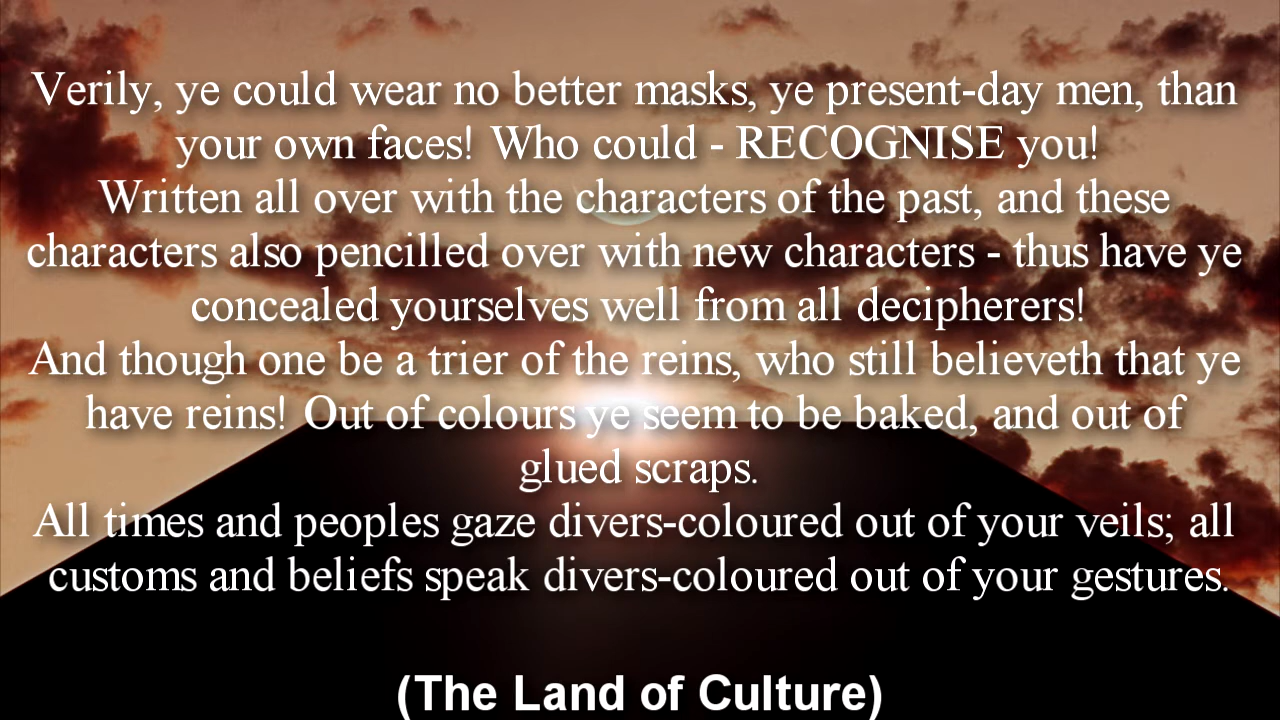 Verily, ye could wear no better masks, ye present-day men, than
your own faces! Who could - RECOGNISE you!
Written all over with the characters of the past, and these
characters also pencilled over with new characters - thus have ye
concealed yourselves well from all decipherers!
And though one be a trier of the reins, who still believeth that ye
have reins! Out of colours ye seem to be baked, and out of
glued scraps.
All times and peoples gaze divers-coloured out of your veils; all
customs and beliefs speak divers-coloured out of your gestures.
(The Land of Culture)